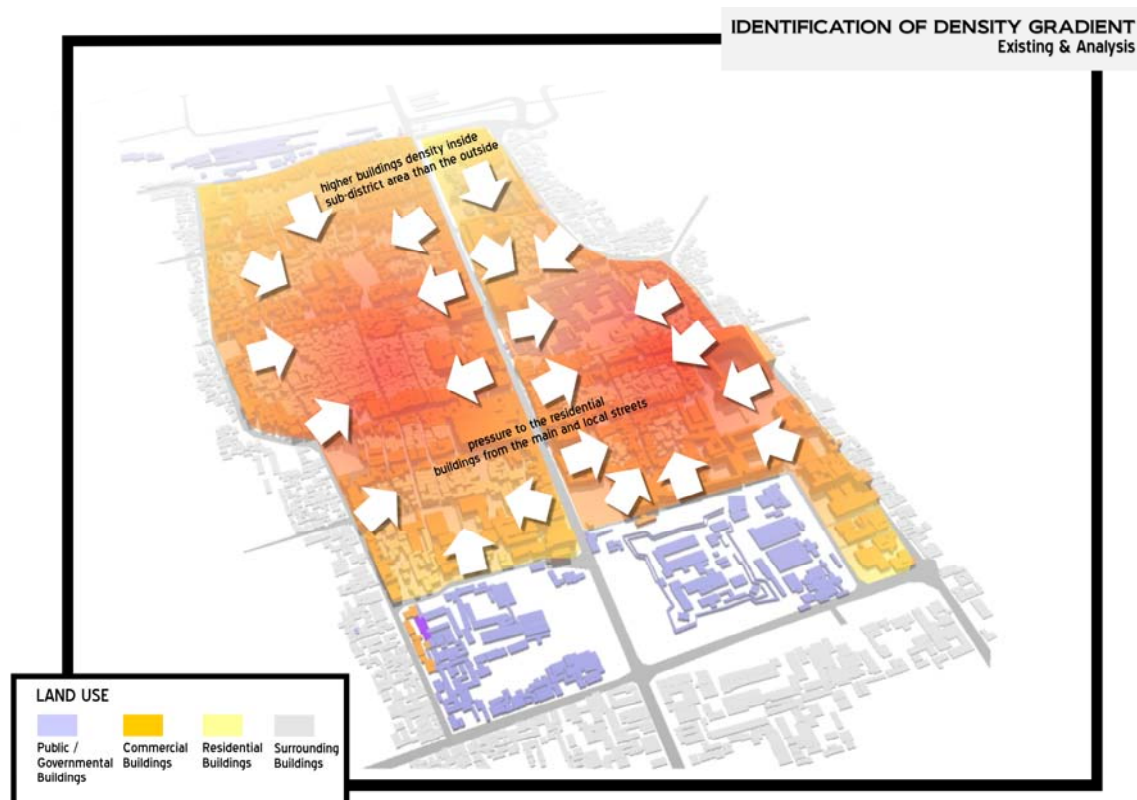 IDENTIFICATION OF DENSITY GRADIENT
Existing & Analysis
higher buildings density inside
sub-district area than the outside
pressure to the residential
buildings from the main and local streets
LAND USE
Public /
Governmental
Buildings
Commercial
Buildings
Residential
Buildings
Surrounding
Buildings